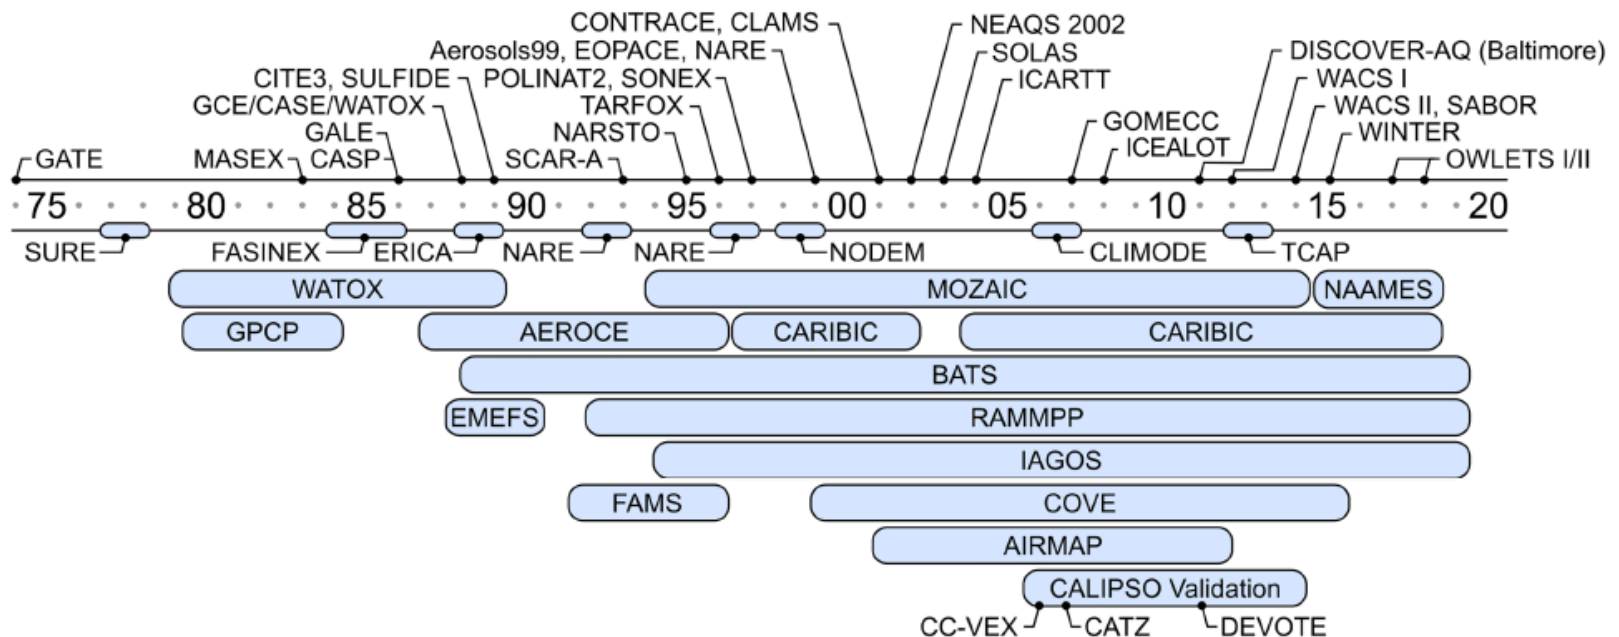 CONTRACE, CLAMS
NEAQS 2002
Aerosols99, EOPACE, NARE
SOLAS
DISCOVER-AQ (Baltimore)
CITE3, SULFIDE
POLINAT2, SONEX
ICARTT
WACS I
GCE/CASE/WATOX
TARFOX
WACS II, SABOR
GALE
NARSTO
GOMECC
WINTER
GATE
MASEX
CASP
SCAR-A
ICEALOT
OWLETS I/II
75 80 85 90 95 00 05 10 15 20
SURE
FASINEX
ERICA
NARE
NARE
NODEM
CLIMODE
TCAP
WATOX
MOZAIC
NAAMES
GPCP
AEROCE
CARIBIC
CARIBIC
BATS
EMEFS
RAMMPP
IAGOS
FAMS
COVE
AIRMAP
CALIPSO Validation
CC-VEX
CATZ
DEVOTE